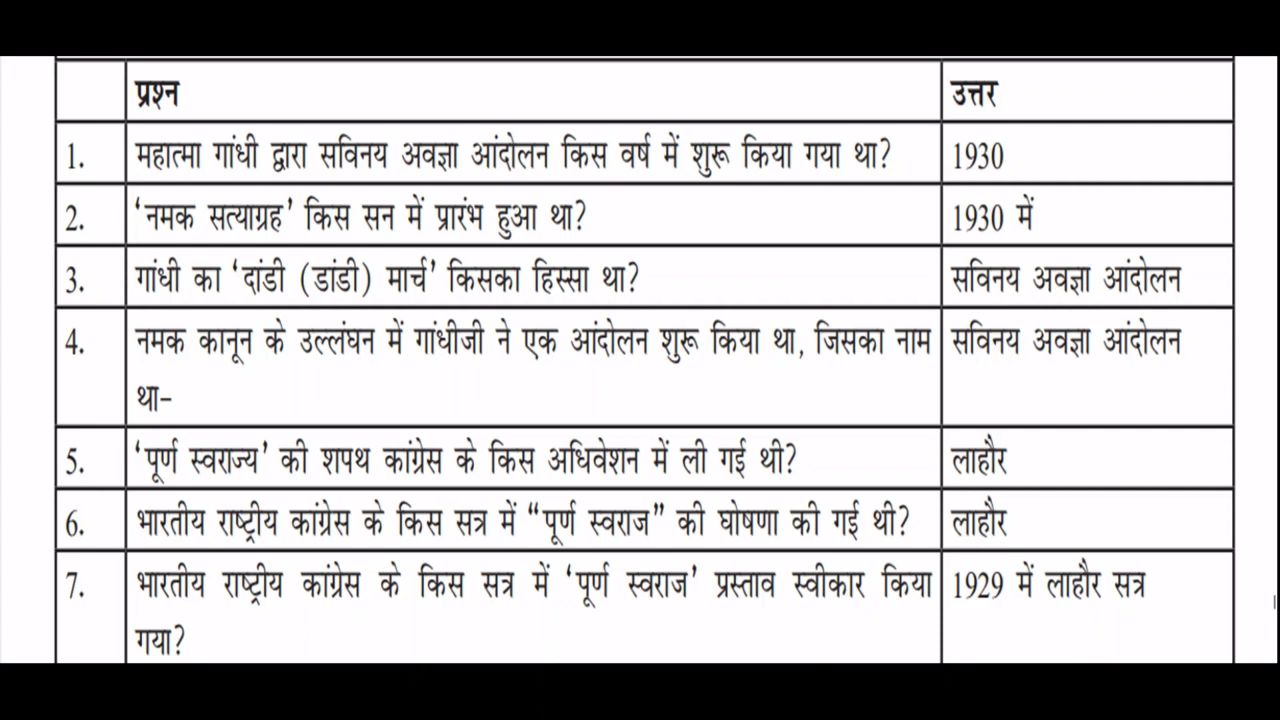 प्रश्न उत्तर
1. महात्मा गांधी द्वारा सविनय अवज्ञा आंदोलन किस वर्ष में शुरू किया गया था? 1930
2. ‘नमक सत्याग्रह’ किस सन में प्रारंभ हुआ था? 1930 में
3. गांधी का ‘दांडी (डांडी) मार्च’ किसका हिस्सा था? सविनय अवज्ञा आंदोलन
4. नमक कानून के उल्लंघन में गांधीजी ने एक आंदोलन शुरू किया था, जिसका नाम सविनय अवज्ञा आंदोलन
था-
5. ‘पूर्ण स्वराज्य’ की शपथ कांग्रेस के किस अधिवेशन में ली गई थी? लाहौर
6. भारतीय राष्ट्रीय कांग्रेस के किस सत्र में “पूर्ण स्वराज” की घोषणा की गई थी? लाहौर
7. भारतीय राष्ट्रीय कांग्रेस के किस सत्र में ‘पूर्ण स्वराज’ प्रस्ताव स्वीकार किया 1929 में लाहौर सत्र
गया?